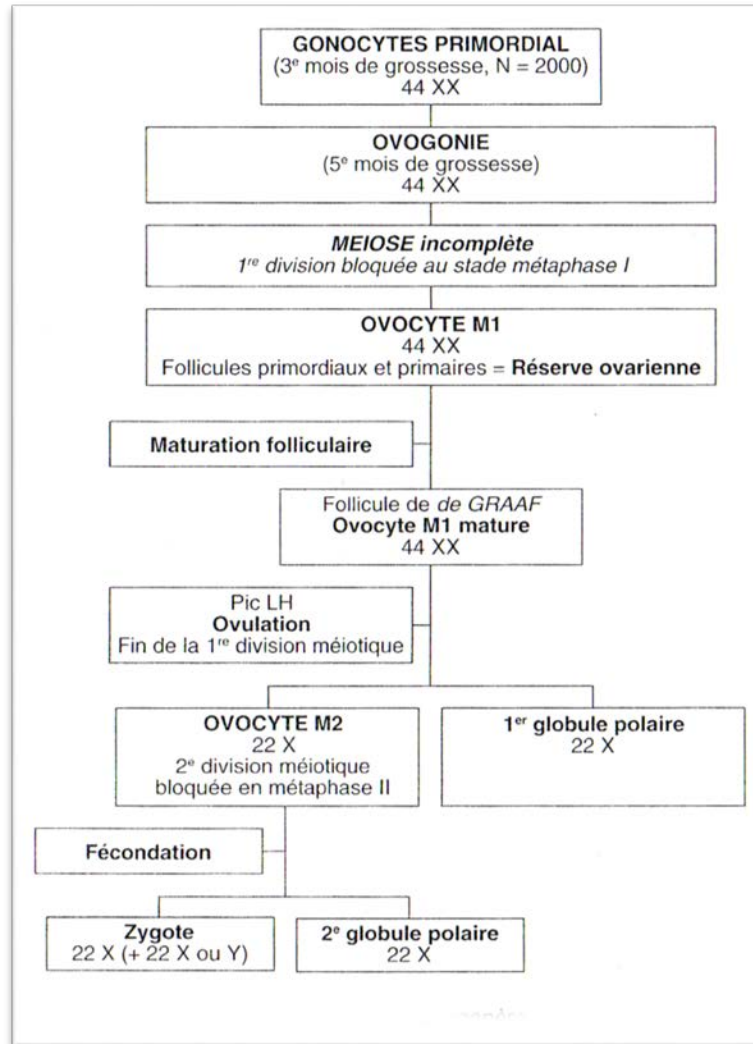 GONOCYTES PRIMORDIAL
(3e mois de grossesse, N = 2000)
44 XX
OVOGONIE
(5e mois de grossesse)
44 XX
MEIOSE incomplète
1re division bloquée au stade métaphase I
OVOCYTE M1
44 XX
Follicules primordiaux et primaires = Réserve ovarienne
Maturation folliculaire
Follicule de de GRAAF
Ovocyte M1 mature
44 XX
Pic LH
Ovulation
Fin de la 1re division méiotique
OVOCYTE M2
22 X
2e division méiotique
bloquée en métaphase II
1er globule polaire
22 X
Fécondation
Zygote
22 X (+ 22 X ou Y)
2e globule polaire
22 X